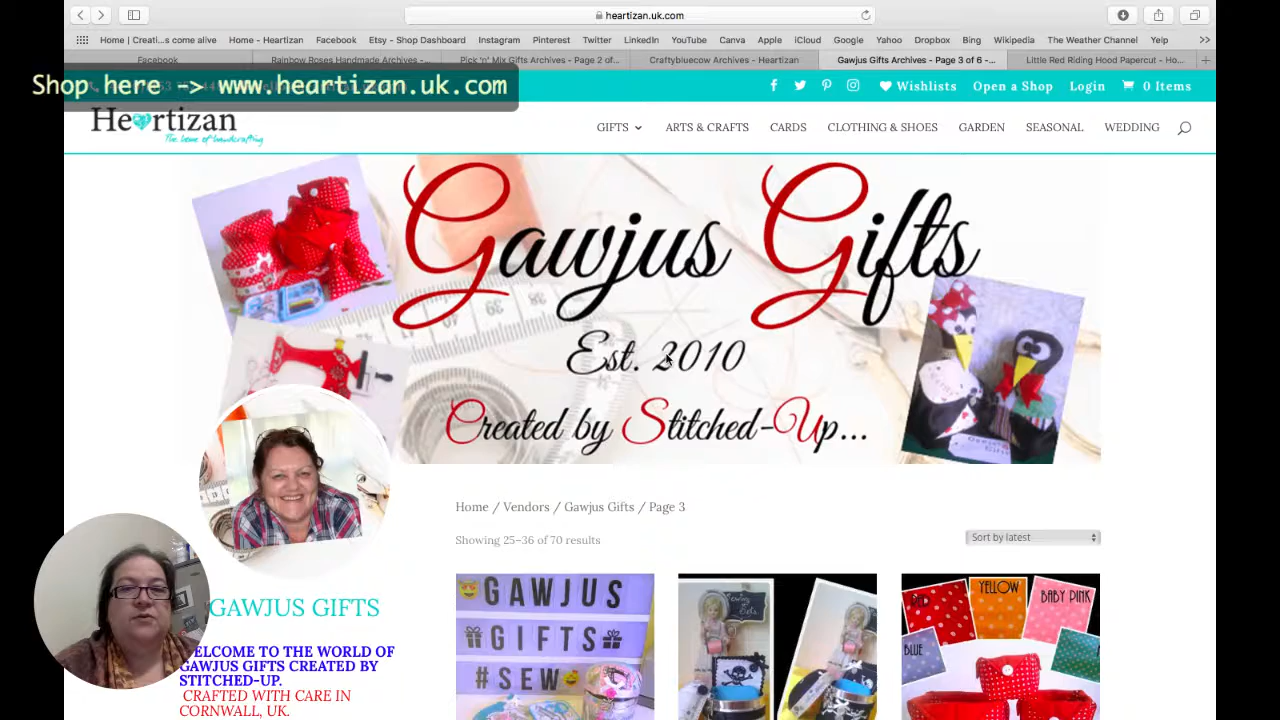 heartizan.uk.com
Home | Creati...s come alive Home - Heartizan Facebook Etsy - Shop Dashboard Instagram Pinterest Twitter LinkedIn YouTube Canva Apple iCloud Google Yahoo Dropbox Bing Wikipedia The Weather Channel Yelp
Facebook Rainbow Roses Handmade Archives -... Pick 'n' Mix Gifts Archives - Page 2 of... Craftybluecow Archives - Heartizan Gawjus Gifts Archives - Page 3 of 6 -... Little Red Riding Hood Papercut - Ho...
Shop here => www.heartizan.uk.com
Wishlists Open a Shop Login 0 Items
Heartizan
The home of handcrafting
GIFTS ARTS & CRAFTS CARDS CLOTHING & SHOES GARDEN SEASONAL WEDDING
Gawjus Gifts
Est. 2010
Created by Stitched-Up...
Home / Vendors / Gawjus Gifts / Page 3
Showing 25–36 of 70 results
Sort by latest
GAWJUS GIFTS
WELCOME TO THE WORLD OF
GAWJUS GIFTS CREATED BY
STITCHED-UP.
CRAFTED WITH CARE IN
CORNWALL, UK.
GAWJUS
GIFTS
#SEW
RED
YELLOW
BABY PINK
BLUE